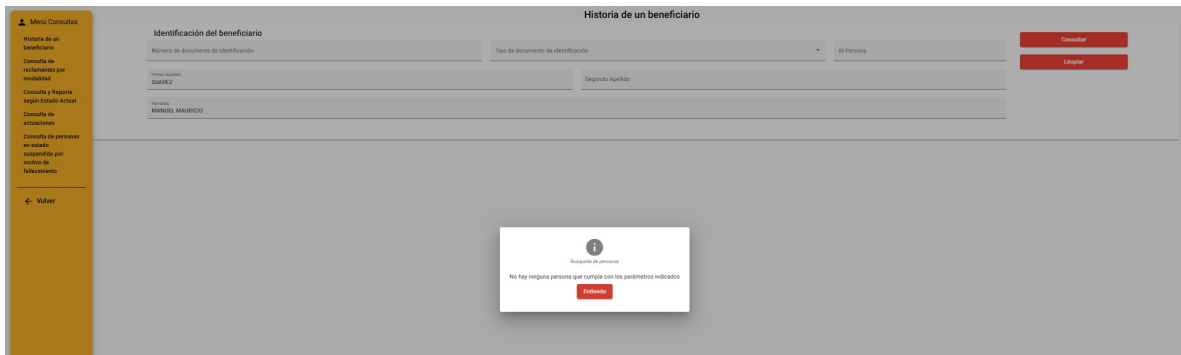 Historia de un beneficiario
Menú Consultas
Historia de un
beneficiario
Consulta de
reclamantes por
modalidad
Consulta y Reporte
según Estado Actual
Consulta de
actuaciones
Consulta de personas
en estado
suspendido por
motivo de
fallecimiento
Volver
Identificación del beneficiario
Número de documento de identificación
Tipo de documento de identificación
ID Persona
Primer Apellido
SUAREZ
Segundo Apellido
Nombres
MANUEL MAURICIO
Consultar
Limpiar
Busqueda de personas
No hay ninguna persona que cumpla con los parámetros indicados
Entiendo